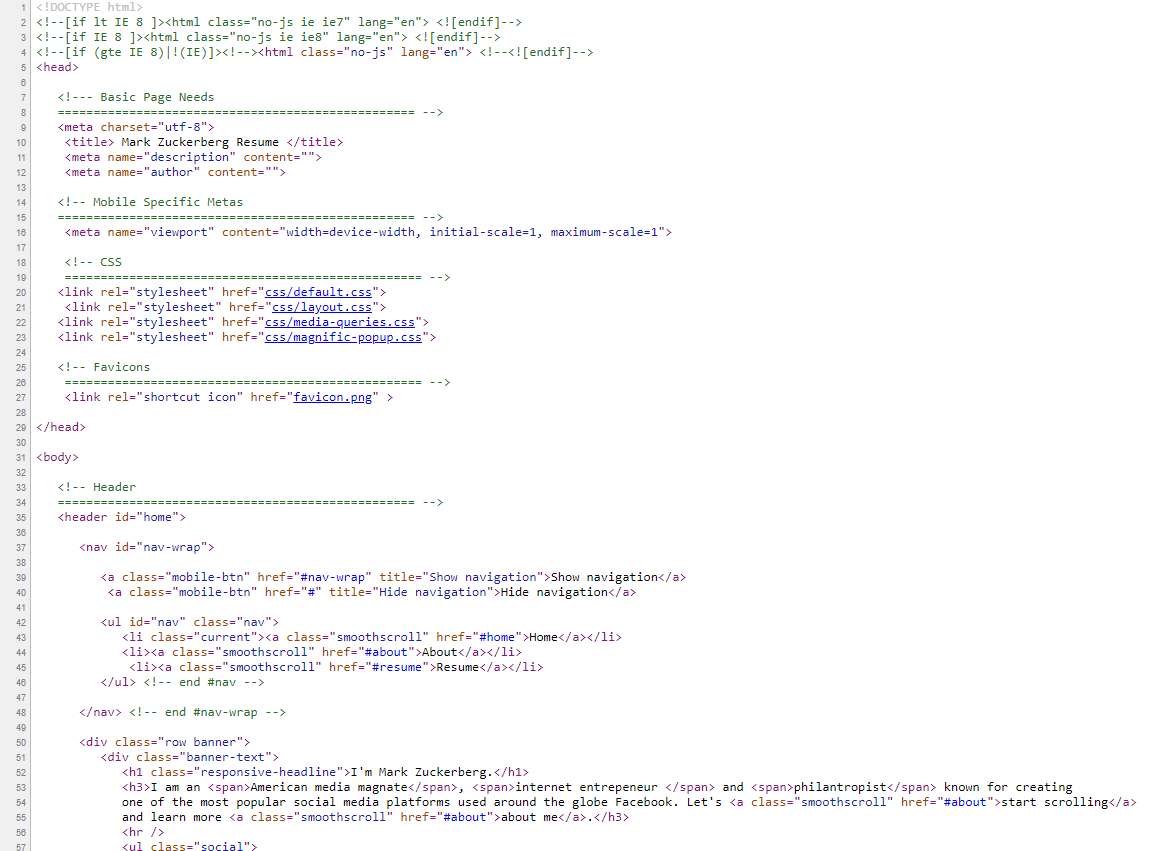 1 <!DOCTYPE html>
2 <!--[if lt IE 8 ]><html class="no-js ie ie7" lang="en"> <![endif]-->
3 <!--[if IE 8 ]><html class="no-js ie ie8" lang="en"> <![endif]-->
4 <!--[if (gte IE 8)|!(IE)]><!--><html class="no-js" lang="en"> <!--<![endif]-->
5 <head>
6
7 <!--- Basic Page Needs
8 ================================================== -->
9 <meta charset="utf-8">
10 <title> Mark Zuckerberg Resume </title>
11 <meta name="description" content="">
12 <meta name="author" content="">
13
14 <!-- Mobile Specific Metas
15 ================================================== -->
16 <meta name="viewport" content="width=device-width, initial-scale=1, maximum-scale=1">
17
18 <!-- CSS
19 ================================================== -->
20 <link rel="stylesheet" href="css/default.css">
21 <link rel="stylesheet" href="css/layout.css">
22 <link rel="stylesheet" href="css/media-queries.css">
23 <link rel="stylesheet" href="css/magnific-popup.css">
24
25 <!-- Favicons
26 ================================================== -->
27 <link rel="shortcut icon" href="favicon.png" >
28
29 </head>
30
31 <body>
32
33 <!-- Header
34 ================================================== -->
35 <header id="home">
36
37 <nav id="nav-wrap">
38
39 <a class="mobile-btn" href="#nav-wrap" title="Show navigation">Show navigation</a>
40 <a class="mobile-btn" href="#" title="Hide navigation">Hide navigation</a>
41
42 <ul id="nav" class="nav">
43 <li class="current"><a class="smoothscroll" href="#home">Home</a></li>
44 <li><a class="smoothscroll" href="#about">About</a></li>
45 <li><a class="smoothscroll" href="#resume">Resume</a></li>
46 </ul> <!-- end #nav -->
47
48 </nav> <!-- end #nav-wrap -->
49
50 <div class="row banner">
51 <div class="banner-text">
52 <h1 class="responsive-headline">I'm Mark Zuckerberg.</h1>
53 <h3>I am an <span>American media magnate</span>, <span>internet entrepeneur </span> and <span>philantropist</span> known for creating
54 one of the most popular social media platforms used around the globe Facebook. Let's <a class="smoothscroll" href="#about">start scrolling</a>
55 and learn more <a class="smoothscroll" href="#about">about me</a>.</h3>
56 <hr />
57 <ul class="social">